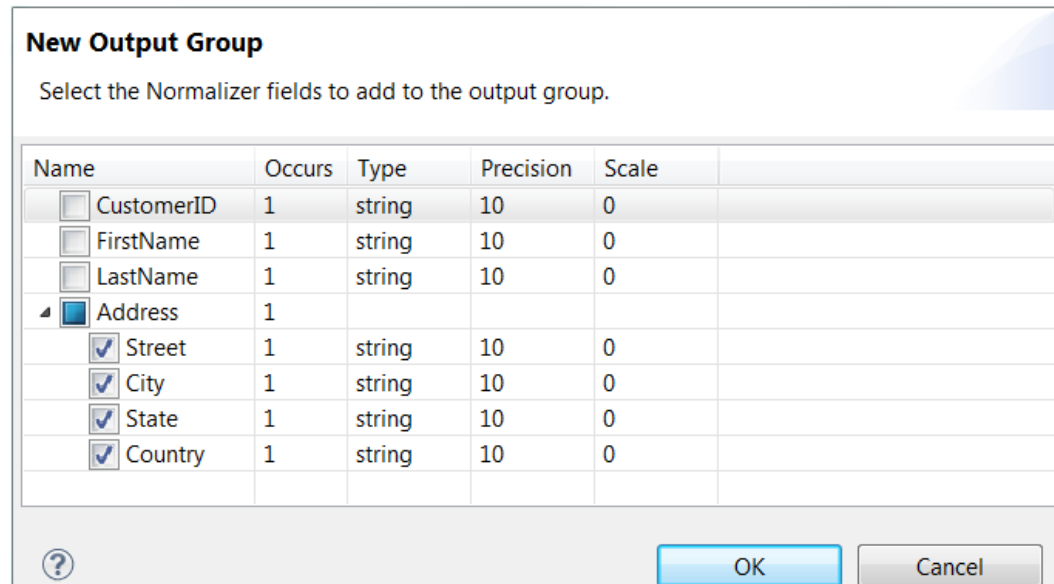 New Output Group
Select the Normalizer fields to add to the output group.
Name Occurs Type Precision Scale
CustomerID 1 string 10 0
FirstName 1 string 10 0
LastName 1 string 10 0
Address 1
Street 1 string 10 0
City 1 string 10 0
State 1 string 10 0
Country 1 string 10 0
? OK Cancel